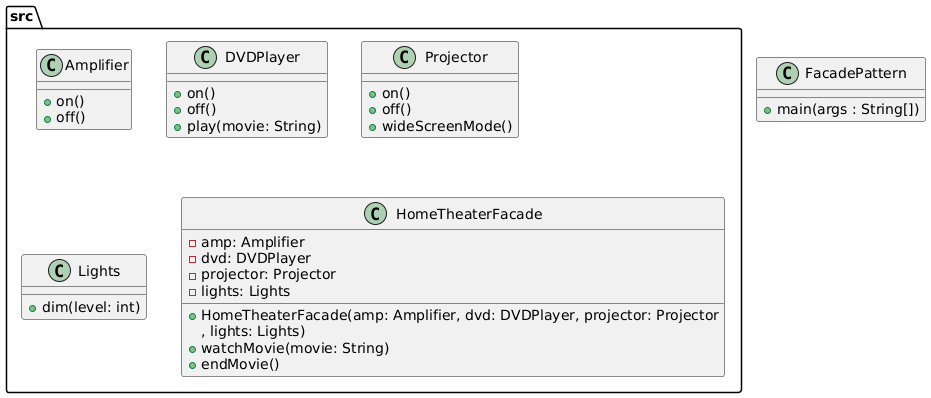 src
C Amplifier
on()
off()
C DVDPlayer
on()
off()
play(movie: String)
C Projector
on()
off()
wideScreenMode()
C FacadePattern
main(args : String[])
C Lights
dim(level: int)
C HomeTheaterFacade
amp: Amplifier
dvd: DVDPlayer
projector: Projector
lights: Lights
HomeTheaterFacade(amp: Amplifier, dvd: DVDPlayer, projector: Projector
, lights: Lights)
watchMovie(movie: String)
endMovie()